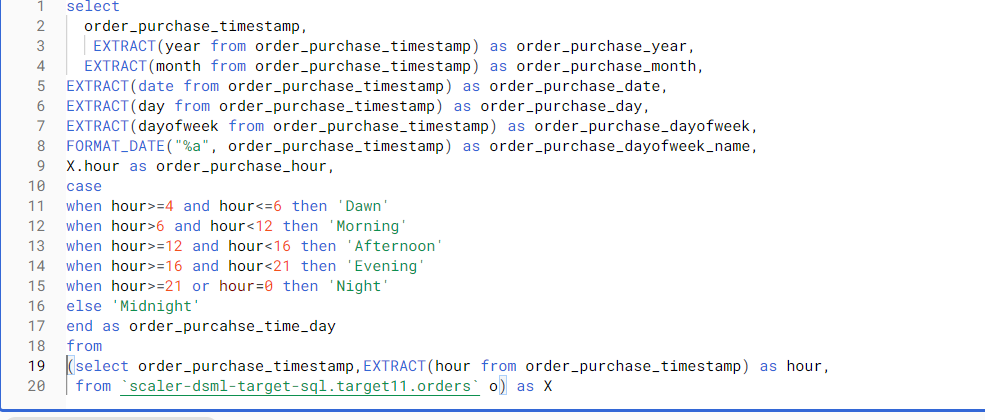 1 select
2 order_purchase_timestamp,
3 EXTRACT(year from order_purchase_timestamp) as order_purchase_year,
4 EXTRACT(month from order_purchase_timestamp) as order_purchase_month,
5 EXTRACT(date from order_purchase_timestamp) as order_purchase_date,
6 EXTRACT(day from order_purchase_timestamp) as order_purchase_day,
7 EXTRACT(dayofweek from order_purchase_timestamp) as order_purchase_dayofweek,
8 FORMAT_DATE("%a", order_purchase_timestamp) as order_purchase_dayofweek_name,
9 X.hour as order_purchase_hour,
10 case
11 when hour>=4 and hour<=6 then 'Dawn'
12 when hour>6 and hour<12 then 'Morning'
13 when hour>=12 and hour<16 then 'Afternoon'
14 when hour>=16 and hour<21 then 'Evening'
15 when hour>=21 or hour=0 then 'Night'
16 else 'Midnight'
17 end as order_purcahse_time_day
18 from
19 (select order_purchase_timestamp,EXTRACT(hour from order_purchase_timestamp) as hour,
20 from `scaler-dsml-target-sql.target11.orders` o) as X